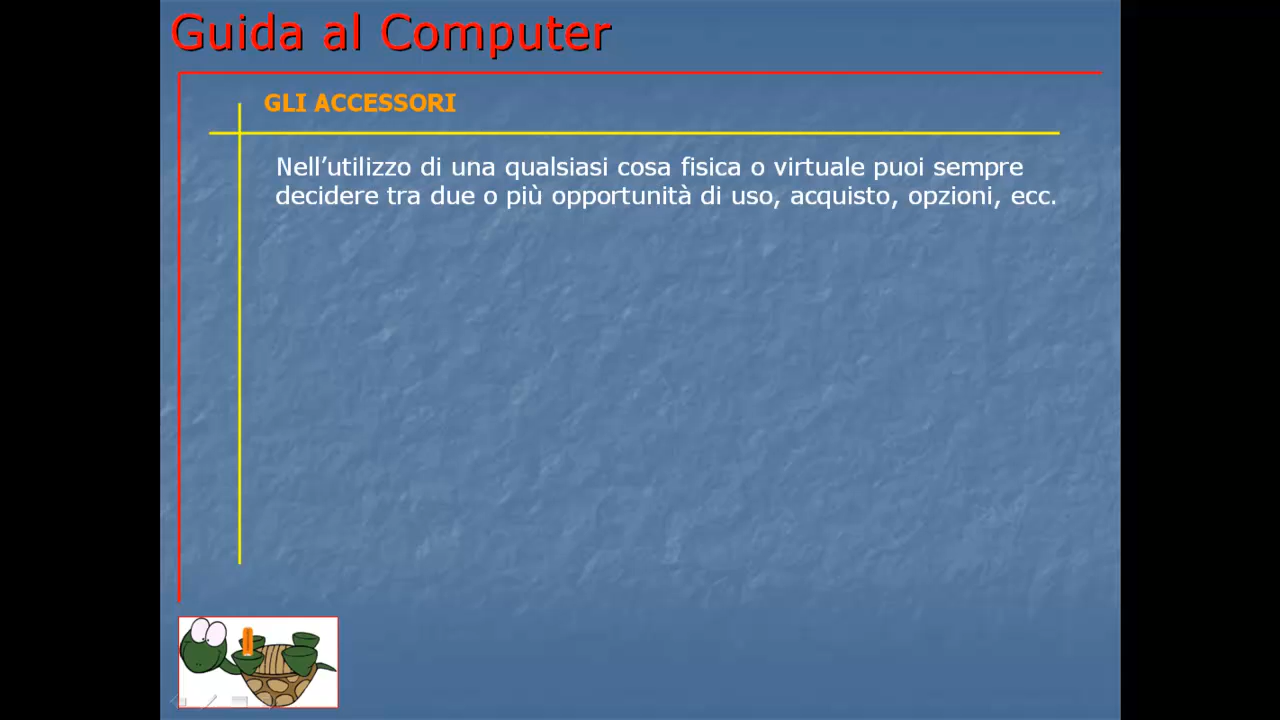 Guida al Computer
GLI ACCESSORI
Nell’utilizzo di una qualsiasi cosa fisica o virtuale puoi sempre
decidere tra due o più opportunità di uso, acquisto, opzioni, ecc.